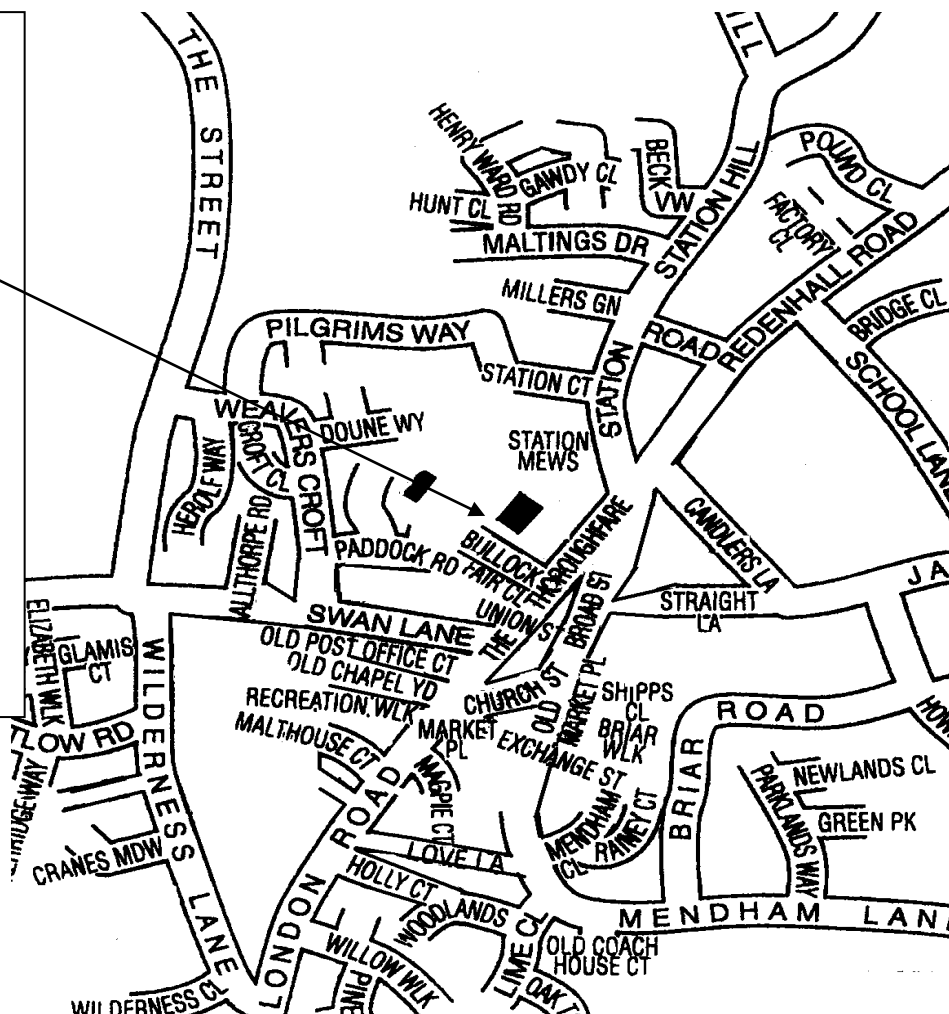 THE STREET
HILL
HENRY WARD RD
GAWDY CL
BECK
VW
HUNT CL
MALTINGS DR
STATION HILL
POUND CL
FACTORY
CL
REDENHALL ROAD
MILLERS GN
BRIDGE CL
PILGRIMS WAY
STATION ROAD
STATION CT
SCHOOL LANE
WEAVERS CROFT
DOUNE WY
CROFT CL
HEROLF WAY
STATION
MEWS
ALLTHORPE RD
PADDOCK RD
BULLOCK
FAIR CL
THE THOROUGHFARE
CANDLERS LA
JA
UNION ST
BROAD ST
STRAIGHT
LA
SWAN LANE
OLD POST OFFICE CT
OLD CHAPEL YD
RECREATION WLK
MALTHOUSE CT
ELIZABETH WLK
GLAMIS
CT
WILDERNESS LANE
CHURCH ST
OLD MARKET PL
SHIPPS
CL
BRIAR
WLK
MARKET
PL
EXCHANGE ST
BRIAR ROAD
LOW RD
MAGPIE CT
MENDHAM
CL
RAINEY CT
PARKLANDS WAY
NEWLANDS CL
GREEN PK
CRANES MDW
LONDON ROAD
LOVE LA
HOLLY CT
WOODLANDS
MENDHAM LANE
WILLOW WLK
LIME CL
OLD COACH
HOUSE CT
OAK
PINE
WILDERNESS CL